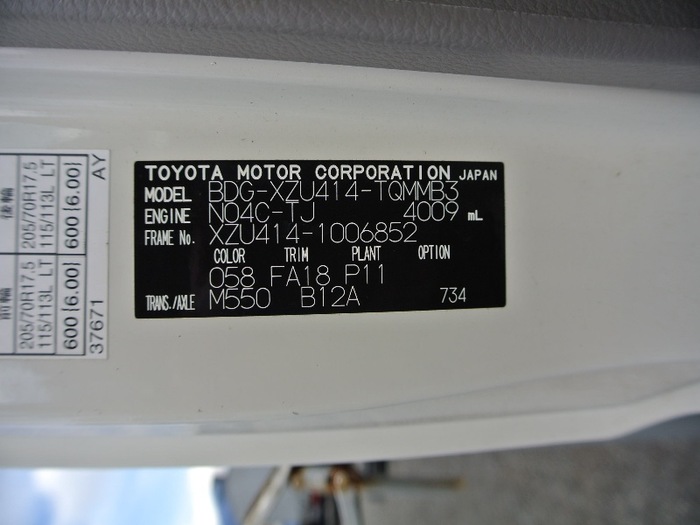 TOYOTA MOTOR CORPORATION JAPAN
MODEL BDG-XZU414-TQMMB3
ENGINE N04C-TJ 4009 mL
FRAME No. XZU414-1006852
COLOR TRIM PLANT OPTION
058 FA18 P11
TRANS./AXLE M550 B12A 734
後輪
205/70R17.5
115/113L LT
600 {6.00}
AY
205/70R17.5
115/113L LT
600 {6.00}
37671